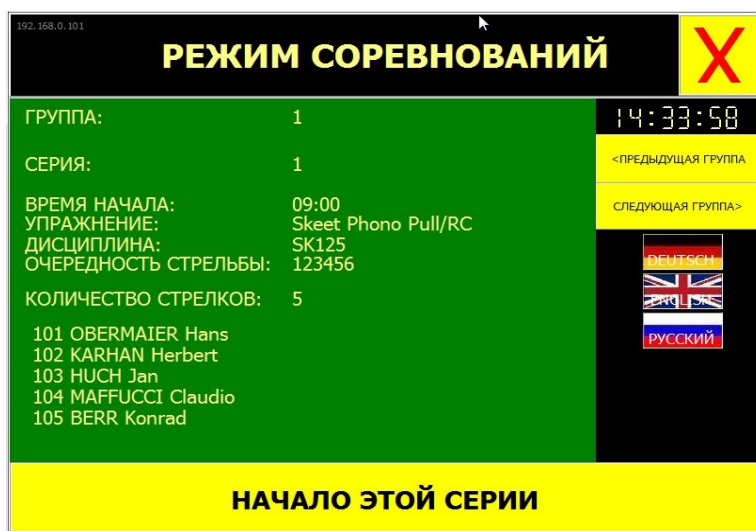 192.168.0.101
РЕЖИМ СОРЕВНОВАНИЙ
X
ГРУППА: 1
14:33:58
СЕРИЯ: 1
<ПРЕДЫДУЩАЯ ГРУППА
ВРЕМЯ НАЧАЛА: 09:00
СЛЕДУЮЩАЯ ГРУППА>
УПРАЖНЕНИЕ: Skeet Phono Pull/RC
ДИСЦИПЛИНА: SK125
ОЧЕРЕДНОСТЬ СТРЕЛЬБЫ: 123456
DEUTSCH
КОЛИЧЕСТВО СТРЕЛКОВ: 5
ENGLISH
РУССКИЙ
101 OBERMAIER Hans
102 KARHAN Herbert
103 HUCH Jan
104 MAFFUCCI Claudio
105 BERR Konrad
НАЧАЛО ЭТОЙ СЕРИИ